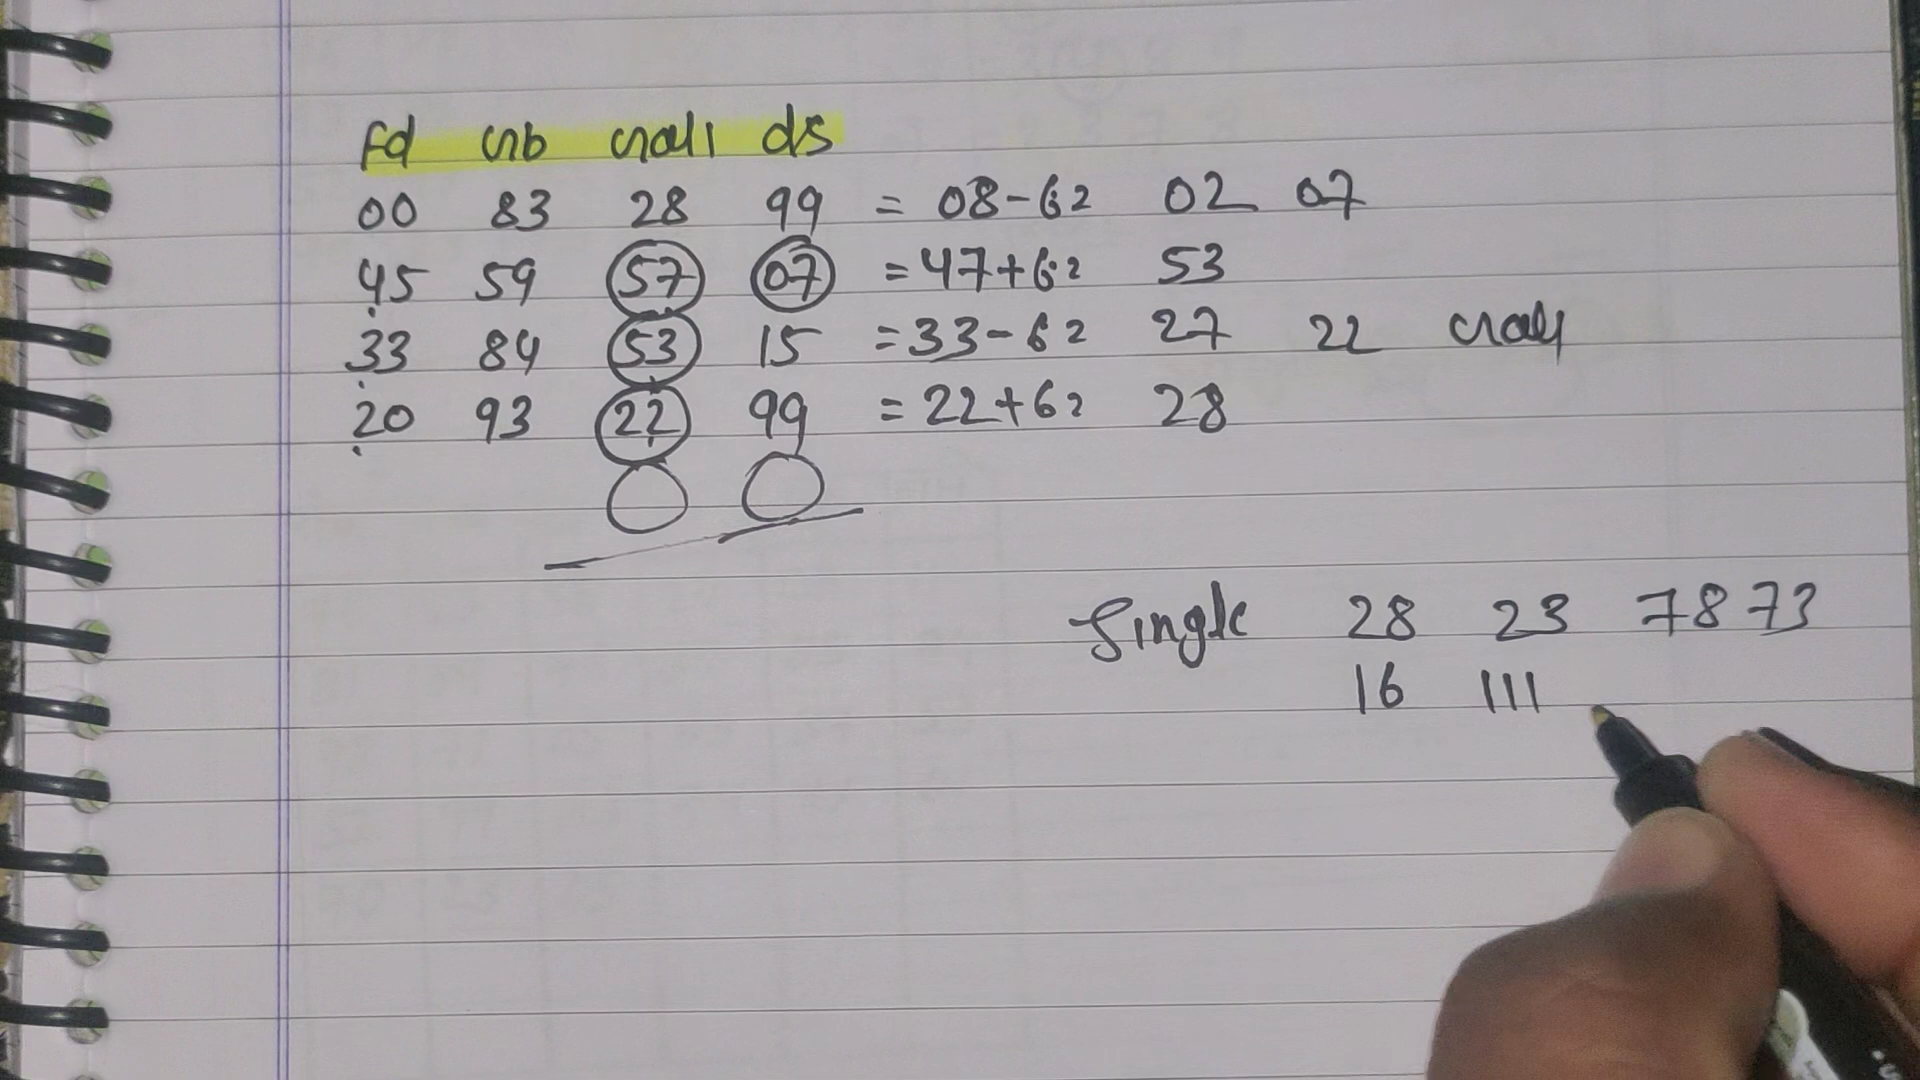 Fd GZb Gali ds
00 83 28 99 = 08-62 02 07
45 59 57 07 = 47+62 53
33 84 53 15 = 33-62 27 22 Gali
20 93 22 99 = 22+62 28
Single 28 23 78 73
16 111